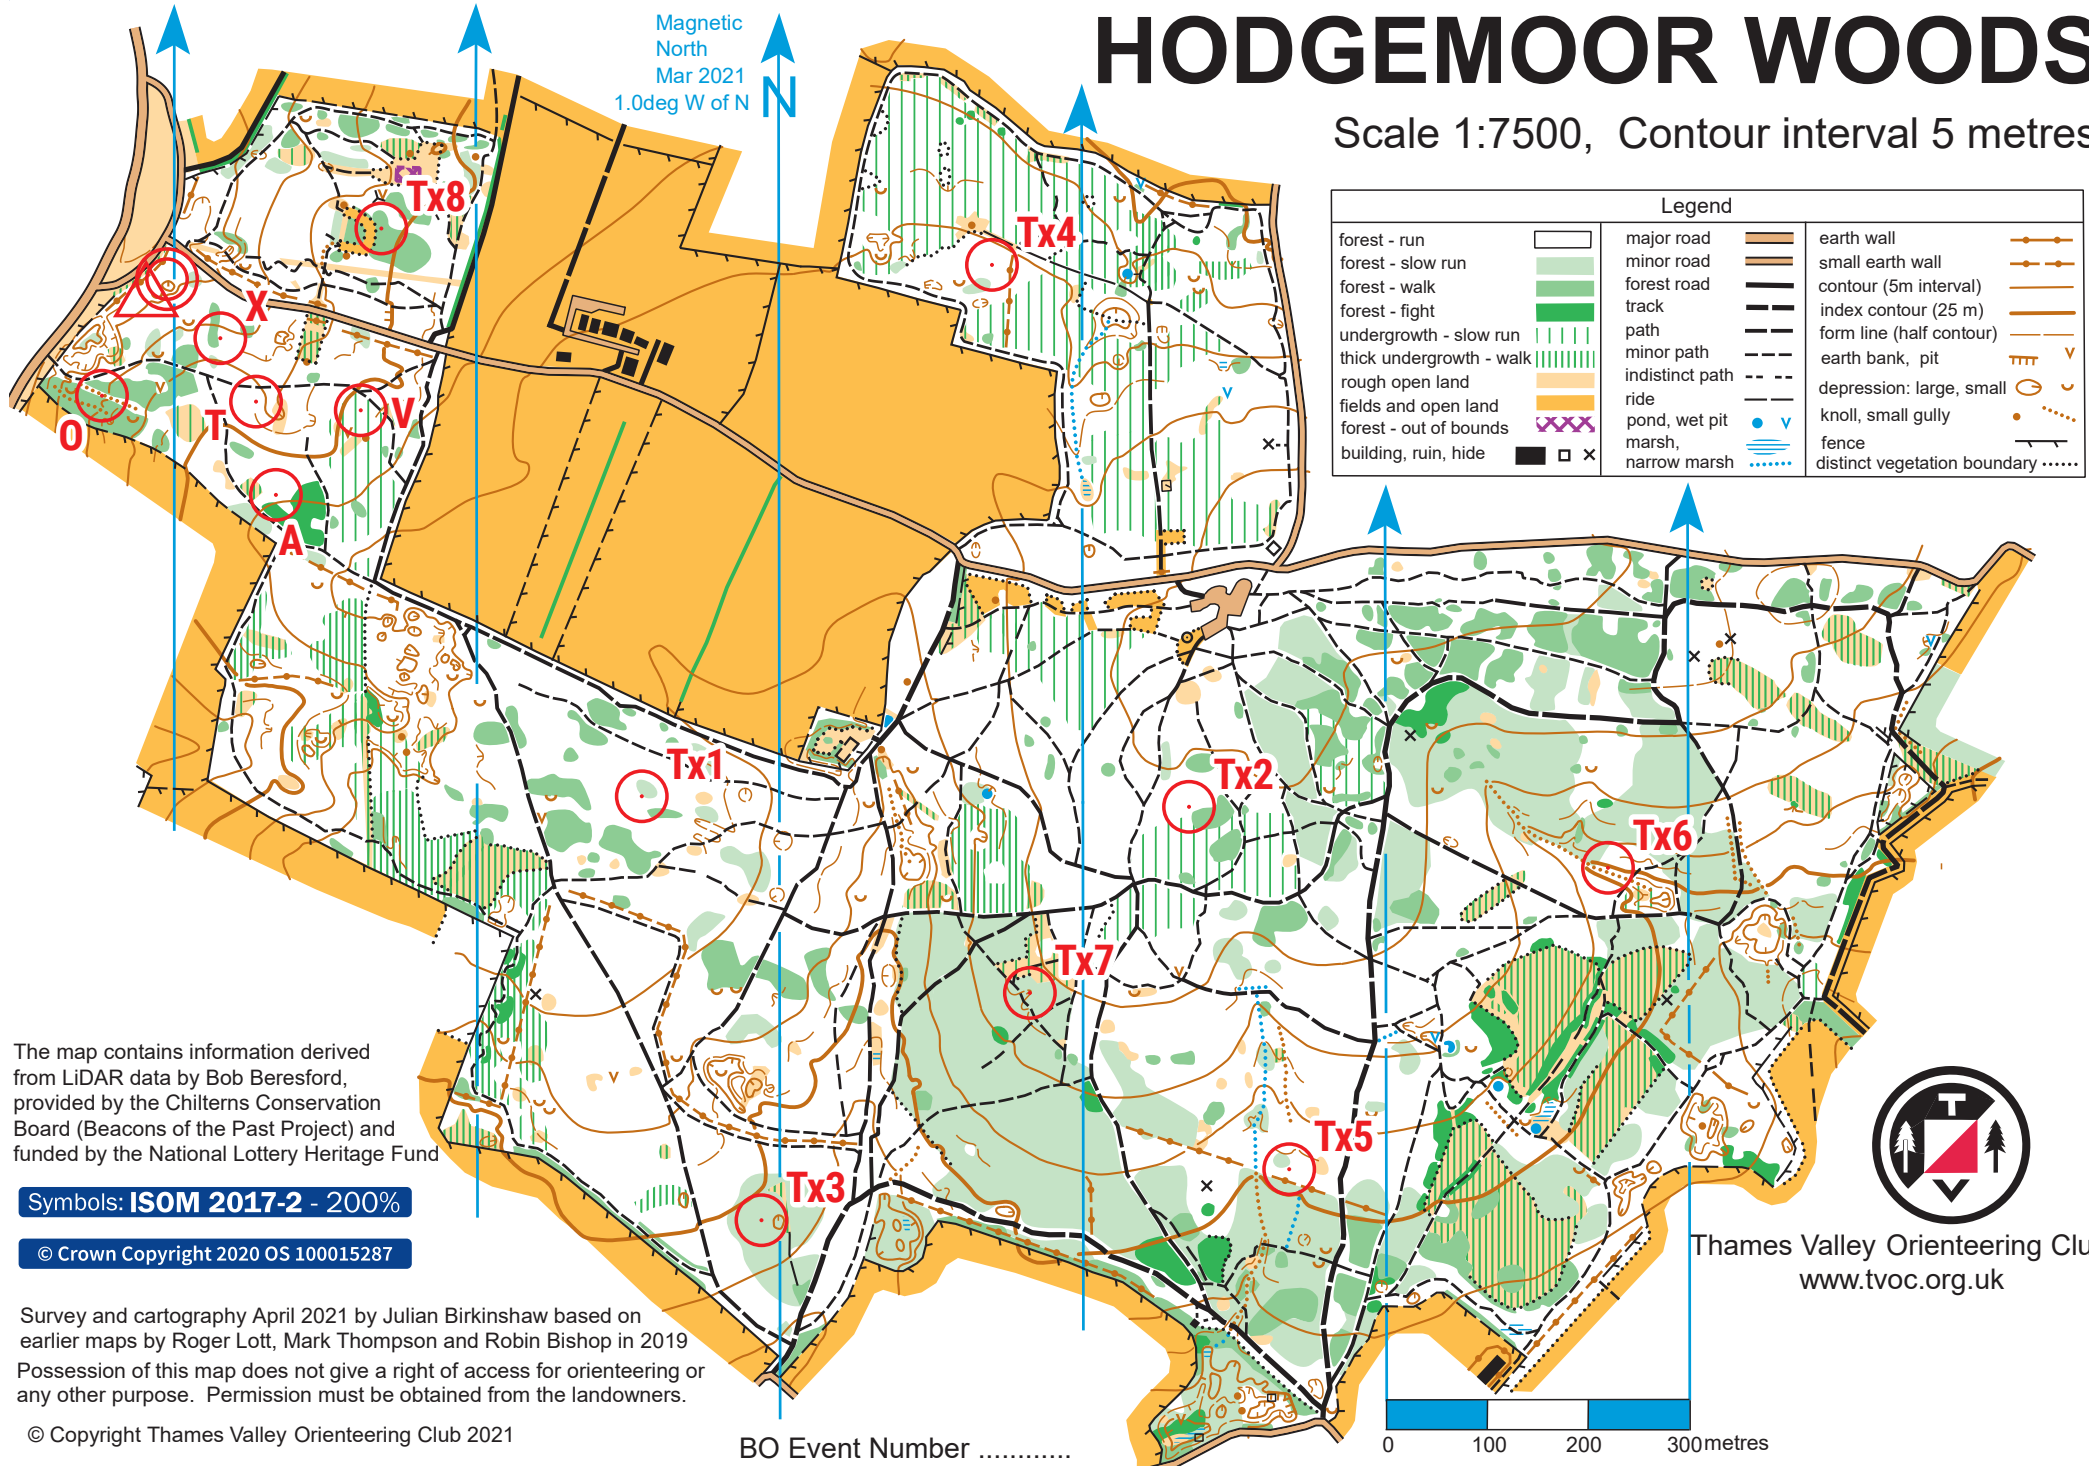 HODGEMOOR WOODS
Scale 1:7500, Contour interval 5 metres
Magnetic
North
Mar 2021
1.0deg W of N
N
Legend
forest - run
forest - slow run
forest - walk
forest - fight
undergrowth - slow run
thick undergrowth - walk
rough open land
fields and open land
forest - out of bounds
building, ruin, hide
major road
minor road
forest road
track
path
minor path
indistinct path
ride
pond, wet pit
marsh,
narrow marsh
earth wall
small earth wall
contour (5m interval)
index contour (25 m)
form line (half contour)
earth bank, pit
depression: large, small
knoll, small gully
fence
distinct vegetation boundary
Tx8
Tx4
X
O
T
V
A
Tx1
Tx2
Tx6
Tx7
Tx5
Tx3
The map contains information derived
from LiDAR data by Bob Beresford,
provided by the Chilterns Conservation
Board (Beacons of the Past Project) and
funded by the National Lottery Heritage Fund
Symbols: ISOM 2017-2 - 200%
© Crown Copyright 2020 OS 100015287
Survey and cartography April 2021 by Julian Birkinshaw based on
earlier maps by Roger Lott, Mark Thompson and Robin Bishop in 2019
Possession of this map does not give a right of access for orienteering or
any other purpose. Permission must be obtained from the landowners.
© Copyright Thames Valley Orienteering Club 2021
BO Event Number ............
T
V
Thames Valley Orienteering Clu
www.tvoc.org.uk
0 100 200 300 metres